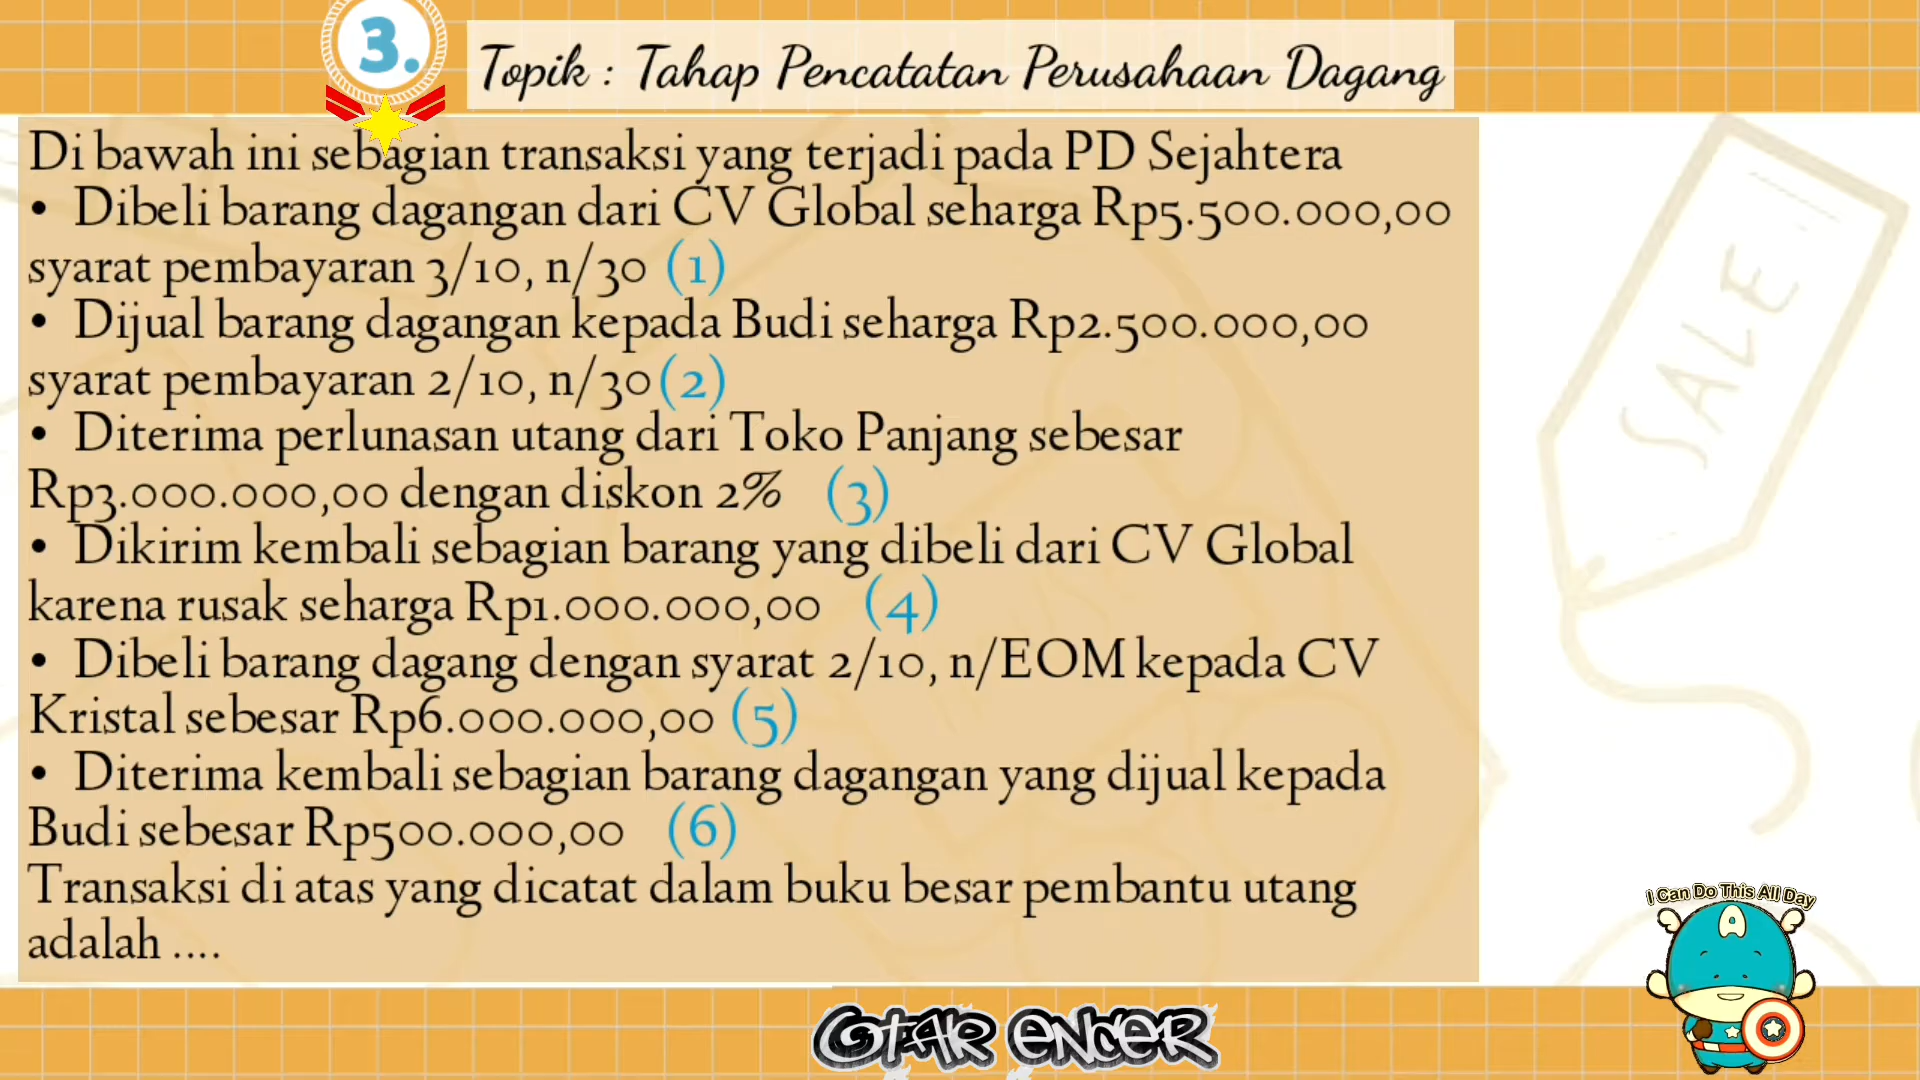 3.
Topik : Tahap Pencatatan Perusahaan Dagang
Di bawah ini sebagian transaksi yang terjadi pada PD Sejahtera
• Dibeli barang dagangan dari CV Global seharga Rp5.500.000,00
syarat pembayaran 3/10, n/30 (1)
• Dijual barang dagangan kepada Budi seharga Rp2.500.000,00
syarat pembayaran 2/10, n/30 (2)
• Diterima perlunasan utang dari Toko Panjang sebesar
Rp3.000.000,00 dengan diskon 2% (3)
• Dikirim kembali sebagian barang yang dibeli dari CV Global
karena rusak seharga Rp1.000.000,00 (4)
• Dibeli barang dagang dengan syarat 2/10, n/EOM kepada CV
Kristal sebesar Rp6.000.000,00 (5)
• Diterima kembali sebagian barang dagangan yang dijual kepada
Budi sebesar Rp500.000,00 (6)
Transaksi di atas yang dicatat dalam buku besar pembantu utang
adalah ....
SALE
I Can Do This All Day
A
OTAR ENCER